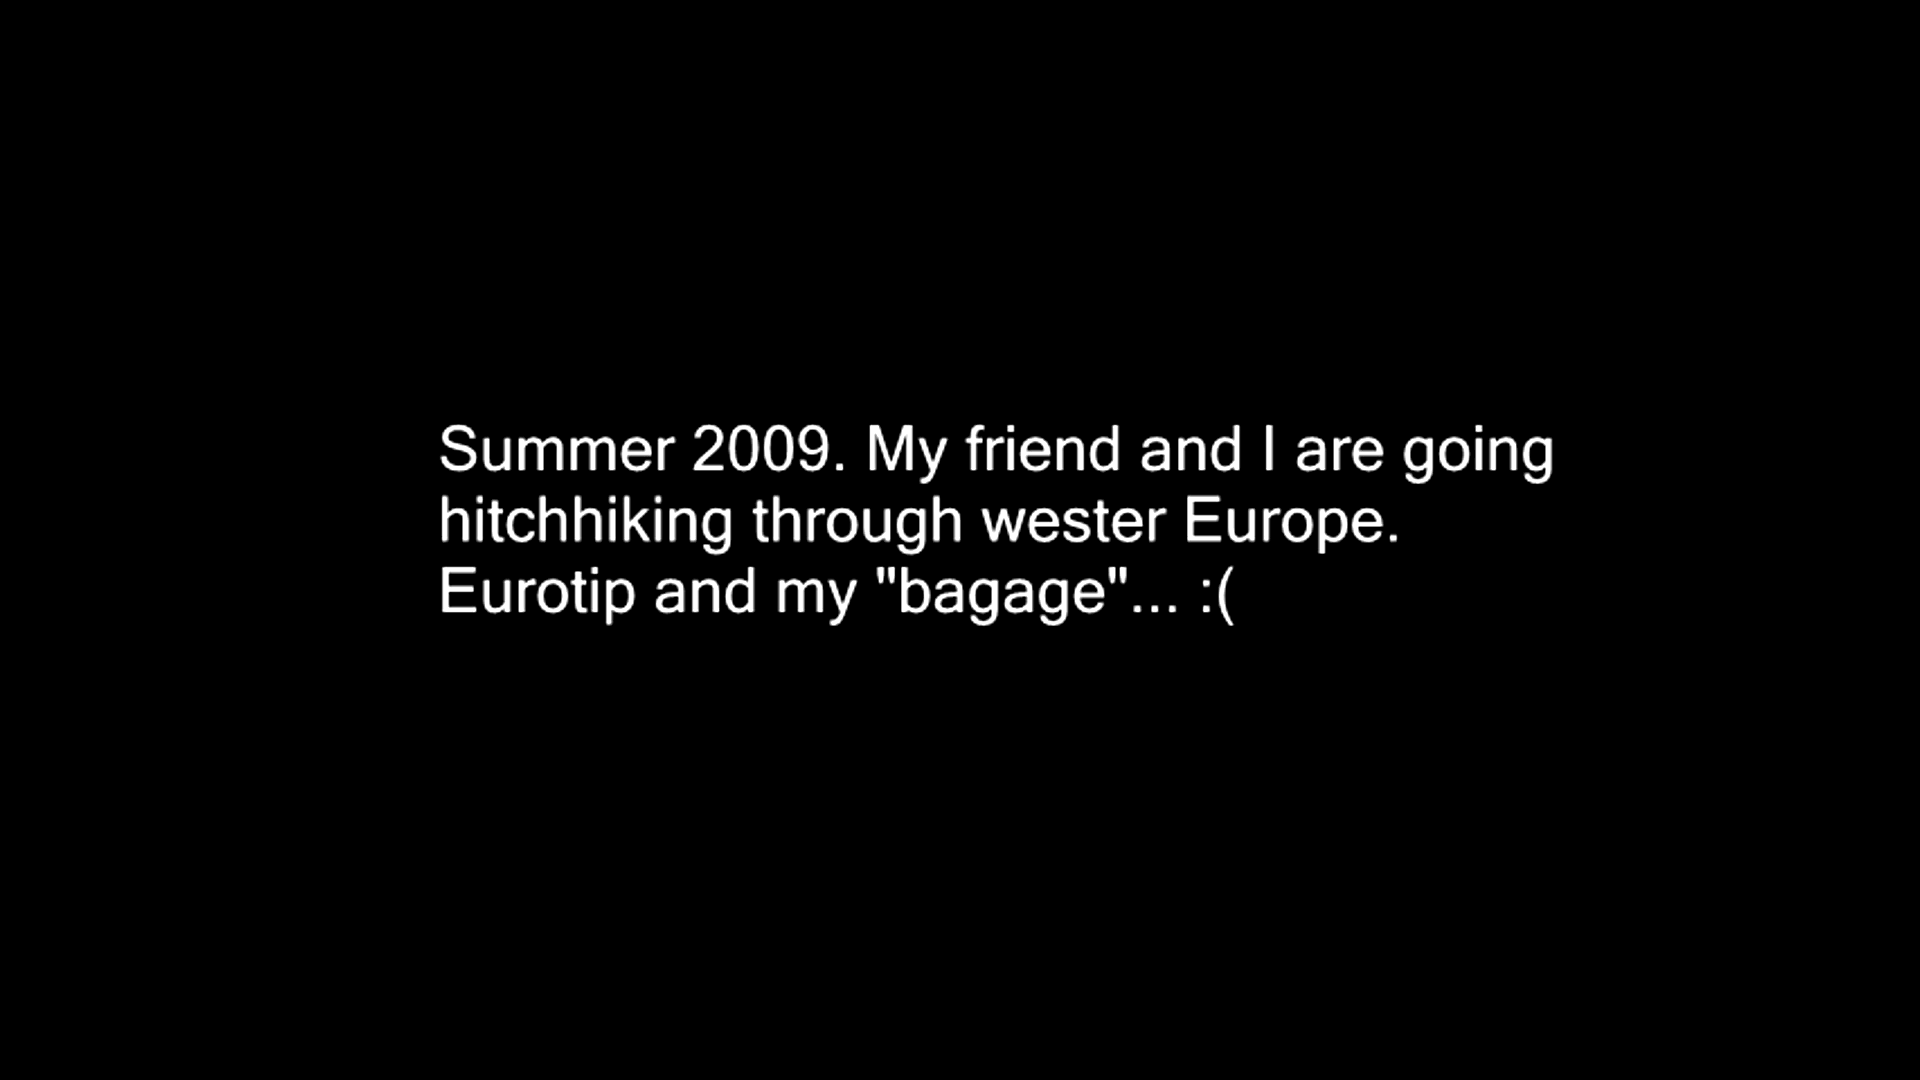 Summer 2009. My friend and I are going
hitchhiking through wester Europe.
Eurotip and my "bagage"... :(